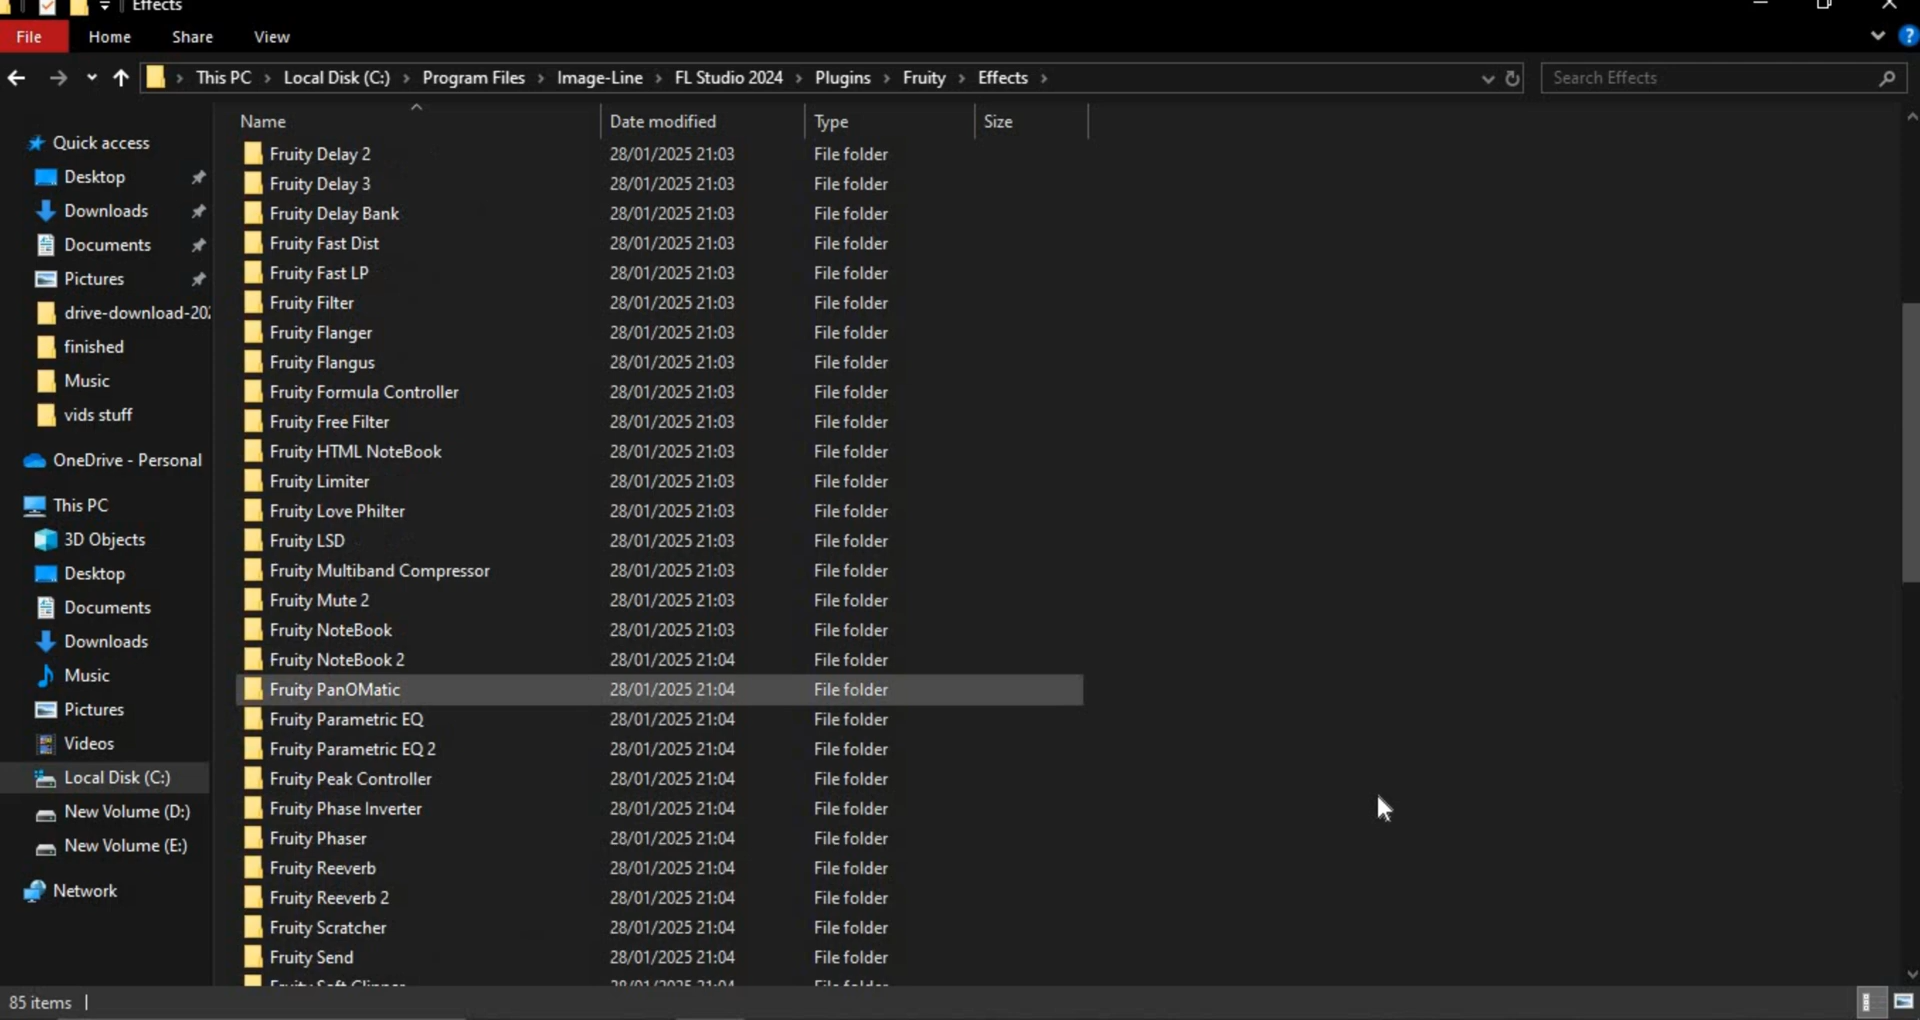 Effects
File Home Share View
This PC > Local Disk (C:) > Program Files > Image-Line > FL Studio 2024 > Plugins > Fruity > Effects >
Search Effects
Quick access
Desktop
Downloads
Documents
Pictures
drive-download-20
finished
Music
vids stuff
OneDrive - Personal
This PC
3D Objects
Desktop
Documents
Downloads
Music
Pictures
Videos
Local Disk (C:)
New Volume (D:)
New Volume (E:)
Network
Name Date modified Type Size
Fruity Delay 2 28/01/2025 21:03 File folder
Fruity Delay 3 28/01/2025 21:03 File folder
Fruity Delay Bank 28/01/2025 21:03 File folder
Fruity Fast Dist 28/01/2025 21:03 File folder
Fruity Fast LP 28/01/2025 21:03 File folder
Fruity Filter 28/01/2025 21:03 File folder
Fruity Flanger 28/01/2025 21:03 File folder
Fruity Flangus 28/01/2025 21:03 File folder
Fruity Formula Controller 28/01/2025 21:03 File folder
Fruity Free Filter 28/01/2025 21:03 File folder
Fruity HTML NoteBook 28/01/2025 21:03 File folder
Fruity Limiter 28/01/2025 21:03 File folder
Fruity Love Philter 28/01/2025 21:03 File folder
Fruity LSD 28/01/2025 21:03 File folder
Fruity Multiband Compressor 28/01/2025 21:03 File folder
Fruity Mute 2 28/01/2025 21:03 File folder
Fruity NoteBook 28/01/2025 21:03 File folder
Fruity NoteBook 2 28/01/2025 21:04 File folder
Fruity PanOMatic 28/01/2025 21:04 File folder
Fruity Parametric EQ 28/01/2025 21:04 File folder
Fruity Parametric EQ 2 28/01/2025 21:04 File folder
Fruity Peak Controller 28/01/2025 21:04 File folder
Fruity Phase Inverter 28/01/2025 21:04 File folder
Fruity Phaser 28/01/2025 21:04 File folder
Fruity Reeverb 28/01/2025 21:04 File folder
Fruity Reeverb 2 28/01/2025 21:04 File folder
Fruity Scratcher 28/01/2025 21:04 File folder
Fruity Send 28/01/2025 21:04 File folder
Fruity Soft Clipper 28/01/2025 21:04 File folder
85 items